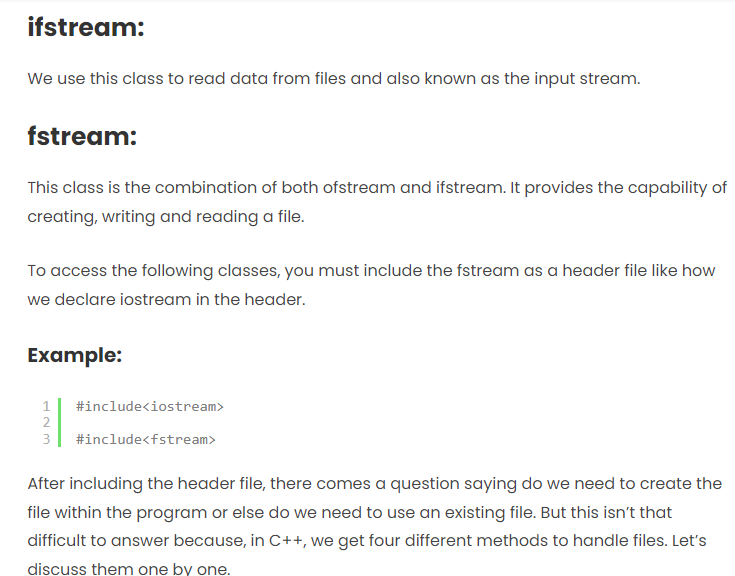 ifstream:
We use this class to read data from files and also known as the input stream.
fstream:
This class is the combination of both ofstream and ifstream. It provides the capability of
creating, writing and reading a file.
To access the following classes, you must include the fstream as a header file like how
we declare iostream in the header.
Example:
1 #include<iostream>
2
3 #include<fstream>
After including the header file, there comes a question saying do we need to create the
file within the program or else do we need to use an existing file. But this isn’t that
difficult to answer because, in C++, we get four different methods to handle files. Let’s
discuss them one by one.